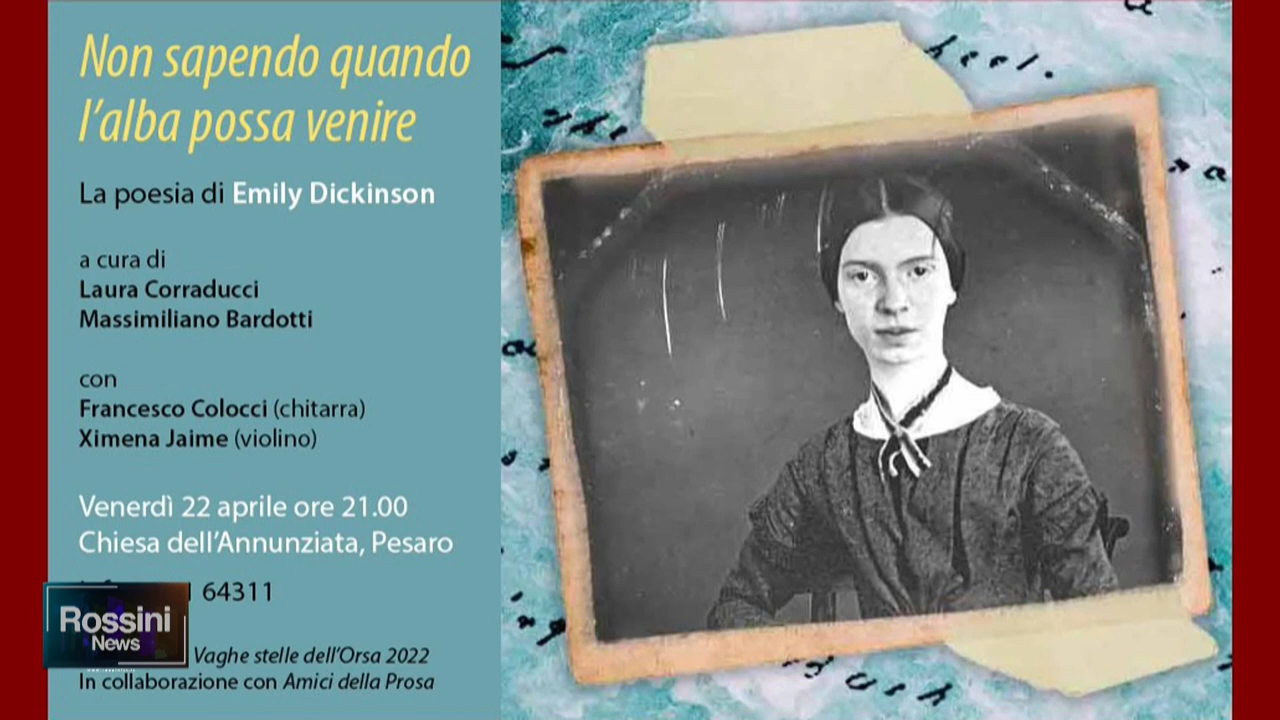 Non sapendo quando
l'alba possa venire
La poesia di Emily Dickinson
a cura di
Laura Corraducci
Massimiliano Bardotti
con
Francesco Colocci (chitarra)
Ximena Jaime (violino)
Venerdì 22 aprile ore 21.00
Chiesa dell'Annunziata, Pesaro
64311
Rossini
News
Vaghe stelle dell'Orsa 2022
In collaborazione con Amici della Prosa
heel.